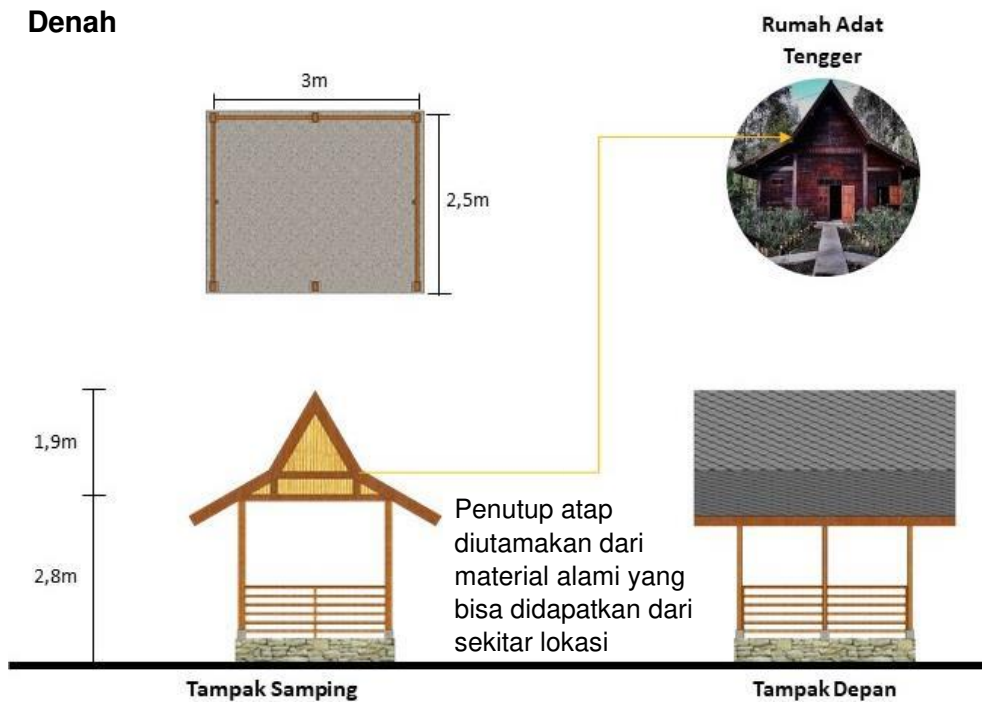 Denah
Rumah Adat
Tengger
3m
2,5m
1,9m
2,8m
Penutup atap
diutamakan dari
material alami yang
bisa didapatkan dari
sekitar lokasi
Tampak Samping
Tampak Depan